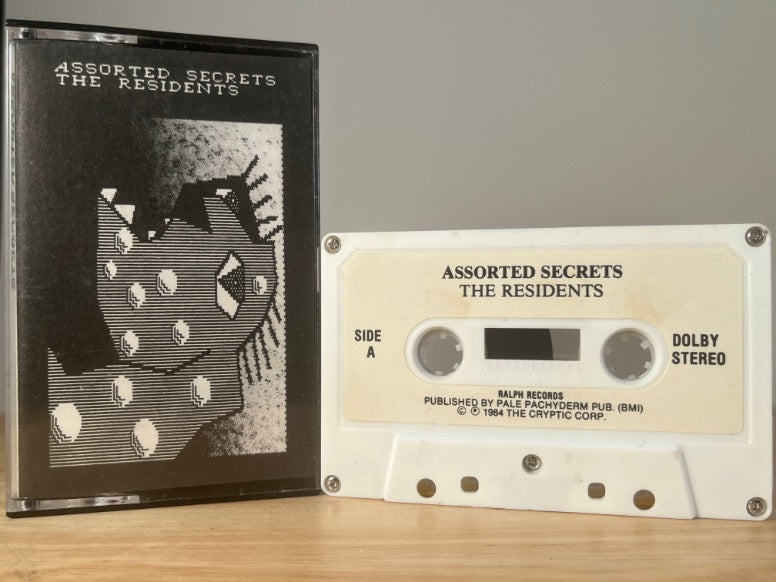 ASSORTED SECRETS
THE RESIDENTS
ASSORTED SECRETS
THE RESIDENTS
SIDE
A
DOLBY
STEREO
RALPH RECORDS
PUBLISHED BY PALE PACHYDERM PUB. (BMI)
© ℗ 1984 THE CRYPTIC CORP.